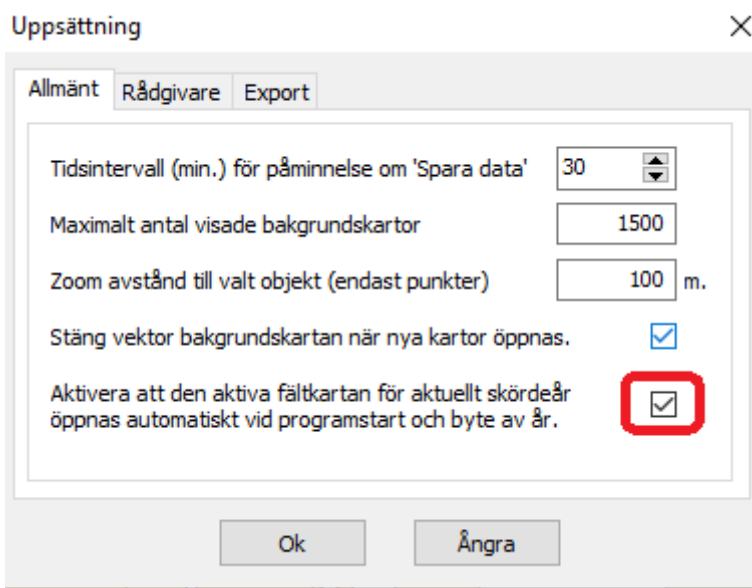 Uppsättning
Allmänt Rådgivare Export
Tidsintervall (min.) för påminnelse om 'Spara data' 30
Maximalt antal visade bakgrundskartor 1500
Zoom avstånd till valt objekt (endast punkter) 100 m.
Stäng vektor bakgrundskartan när nya kartor öppnas.
Aktivera att den aktiva fältkartan för aktuellt skördeår
öppnas automatiskt vid programstart och byte av år.
Ok Ångra